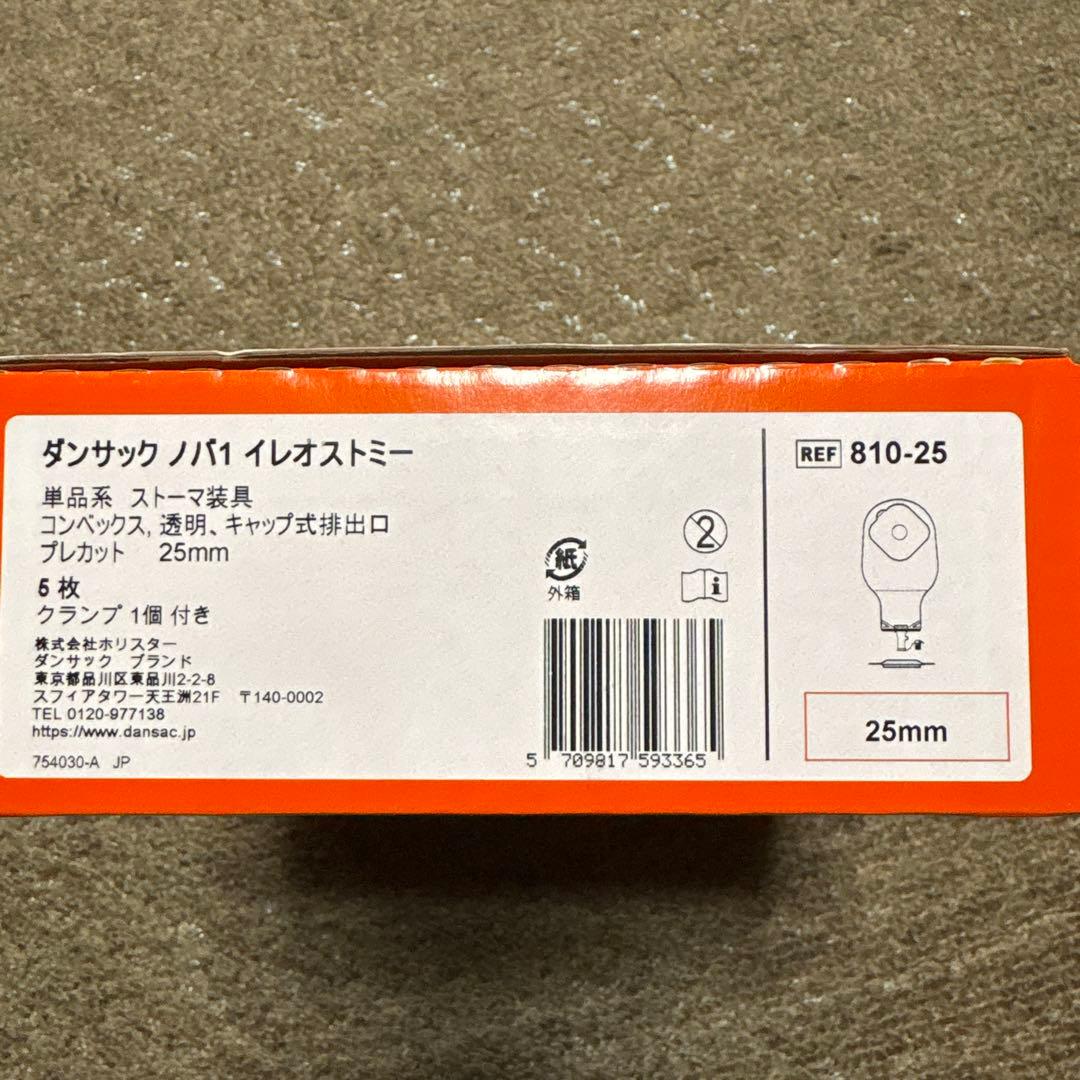 ダンサック ノバ1 イレオストミー
単品系 ストーマ装具
コンベックス, 透明、キャップ式排出口
プレカット 25mm
5 枚
クランプ 1個 付き
株式会社ホリスター
ダンサック ブランド
東京都品川区東品川2-2-8
スフィアタワー天王洲21F 〒140-0002
TEL 0120-977138
https://www.dansac.jp
754030-A JP
紙
外箱
2
i
5 709817 593365
REF 810-25
25mm